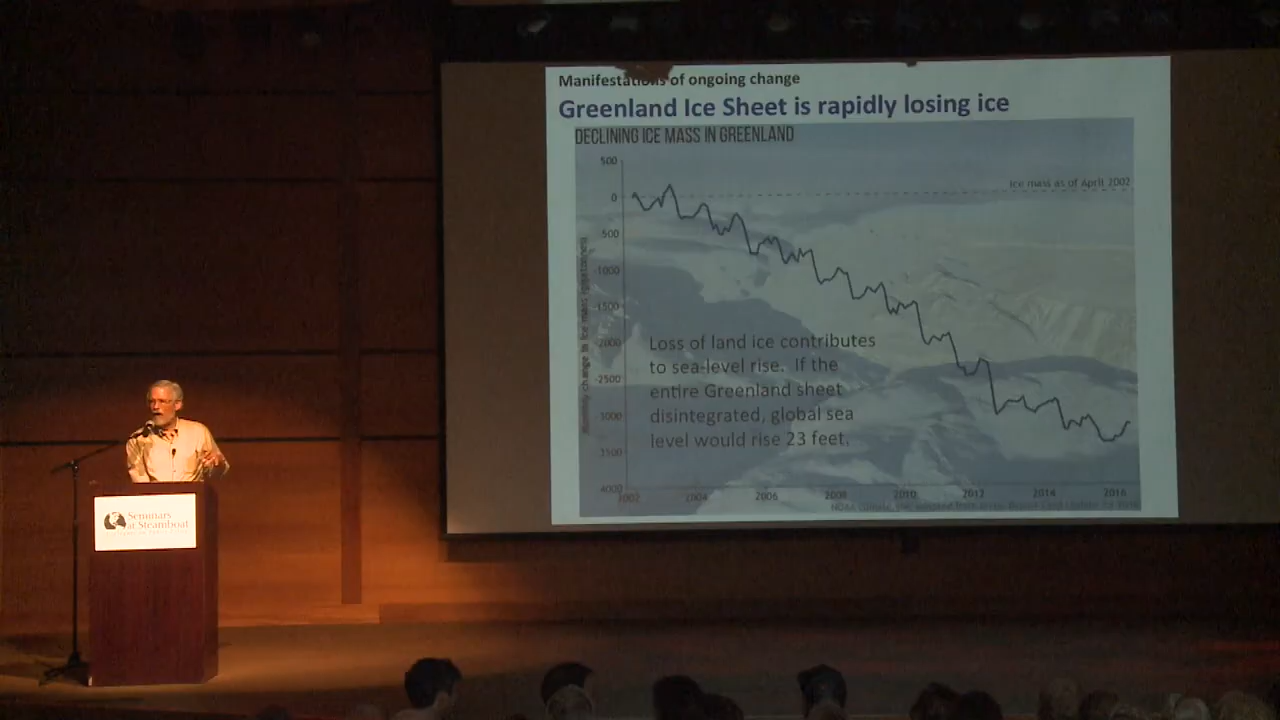 Manifestations of ongoing change
Greenland Ice Sheet is rapidly losing ice
DECLINING ICE MASS IN GREENLAND
500
Ice mass as of April 2002
0
500
-1000
-1500
-2000
-2500
Loss of land ice contributes
to sea-level rise. If the
entire Greenland sheet
disintegrated, global sea
level would rise 23 feet.
2002 2004 2006 2008 2010 2012 2014 2016
Seminars
at Steamboat